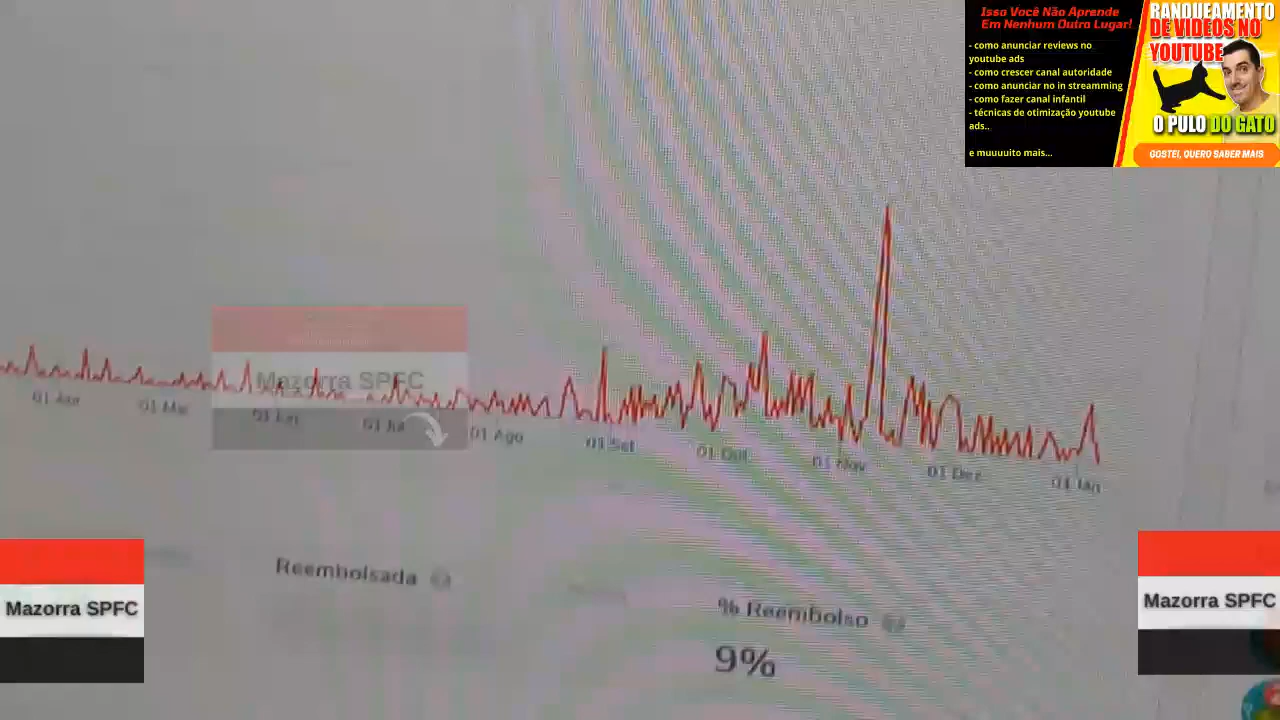 Isso Você Não Aprende
Em Nenhum Outro Lugar!
- como anunciar reviews no
youtube ads
- como crescer canal autoridade
- como anunciar no in streamming
- como fazer canal infantil
- técnicas de otimização youtube
ads..
e muuuuito mais...
RANQUEAMENTO
DE VIDEOS NO
YOUTUBE
O PULO DO GATO
GOSTEI, QUERO SABER MAIS
Mazorra SPFC
01 Abr
01 Mai
01 Jun
01 Jul
01 Ago
01 Set
01 Out
01 Nov
01 Dez
01 Jan
Reembolsada
% Reembolso
9%
Mazorra SPFC
Mazorra SPFC